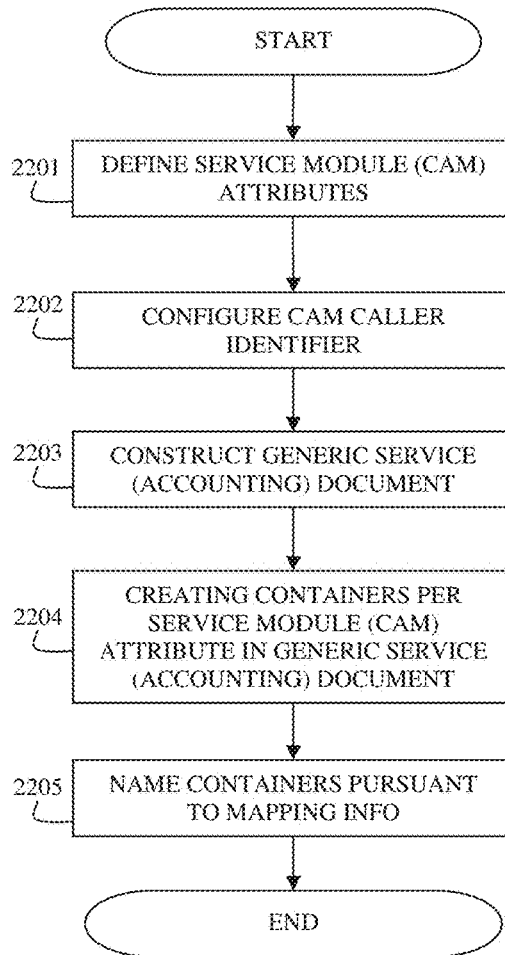 START
2201
DEFINE SERVICE MODULE (CAM)
ATTRIBUTES
2202
CONFIGURE CAM CALLER
IDENTIFIER
2203
CONSTRUCT GENERIC SERVICE
(ACCOUNTING) DOCUMENT
2204
CREATING CONTAINERS PER
SERVICE MODULE (CAM)
ATTRIBUTE IN GENERIC SERVICE
(ACCOUNTING) DOCUMENT
2205
NAME CONTAINERS PURSUANT
TO MAPPING INFO
END